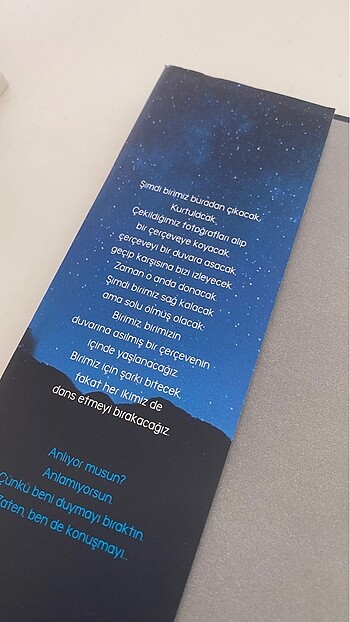 Şimdi birimiz buradan çıkacak,
Kurtulacak,
Çekildiğimiz fotoğrafları alıp
bir çerçeveye koyacak,
çerçeveyi bir duvara asacak
geçip karşısına bizi izleyecek.
Zaman o anda donacak.
Şimdi birimiz sağ kalacak
ama solu ölmüş olacak.
Birimiz birimizin
duvarına asılmış bir çerçevenin
içinde yaşlanacağız.
Birimiz için şarkı bitecek,
fakat her ikimiz de
dans etmeyi bırakacağız.
Anlıyor musun?
Anlamıyorsun.
Çünkü beni duymayı bıraktın.
Zaten, ben de konuşmayı...